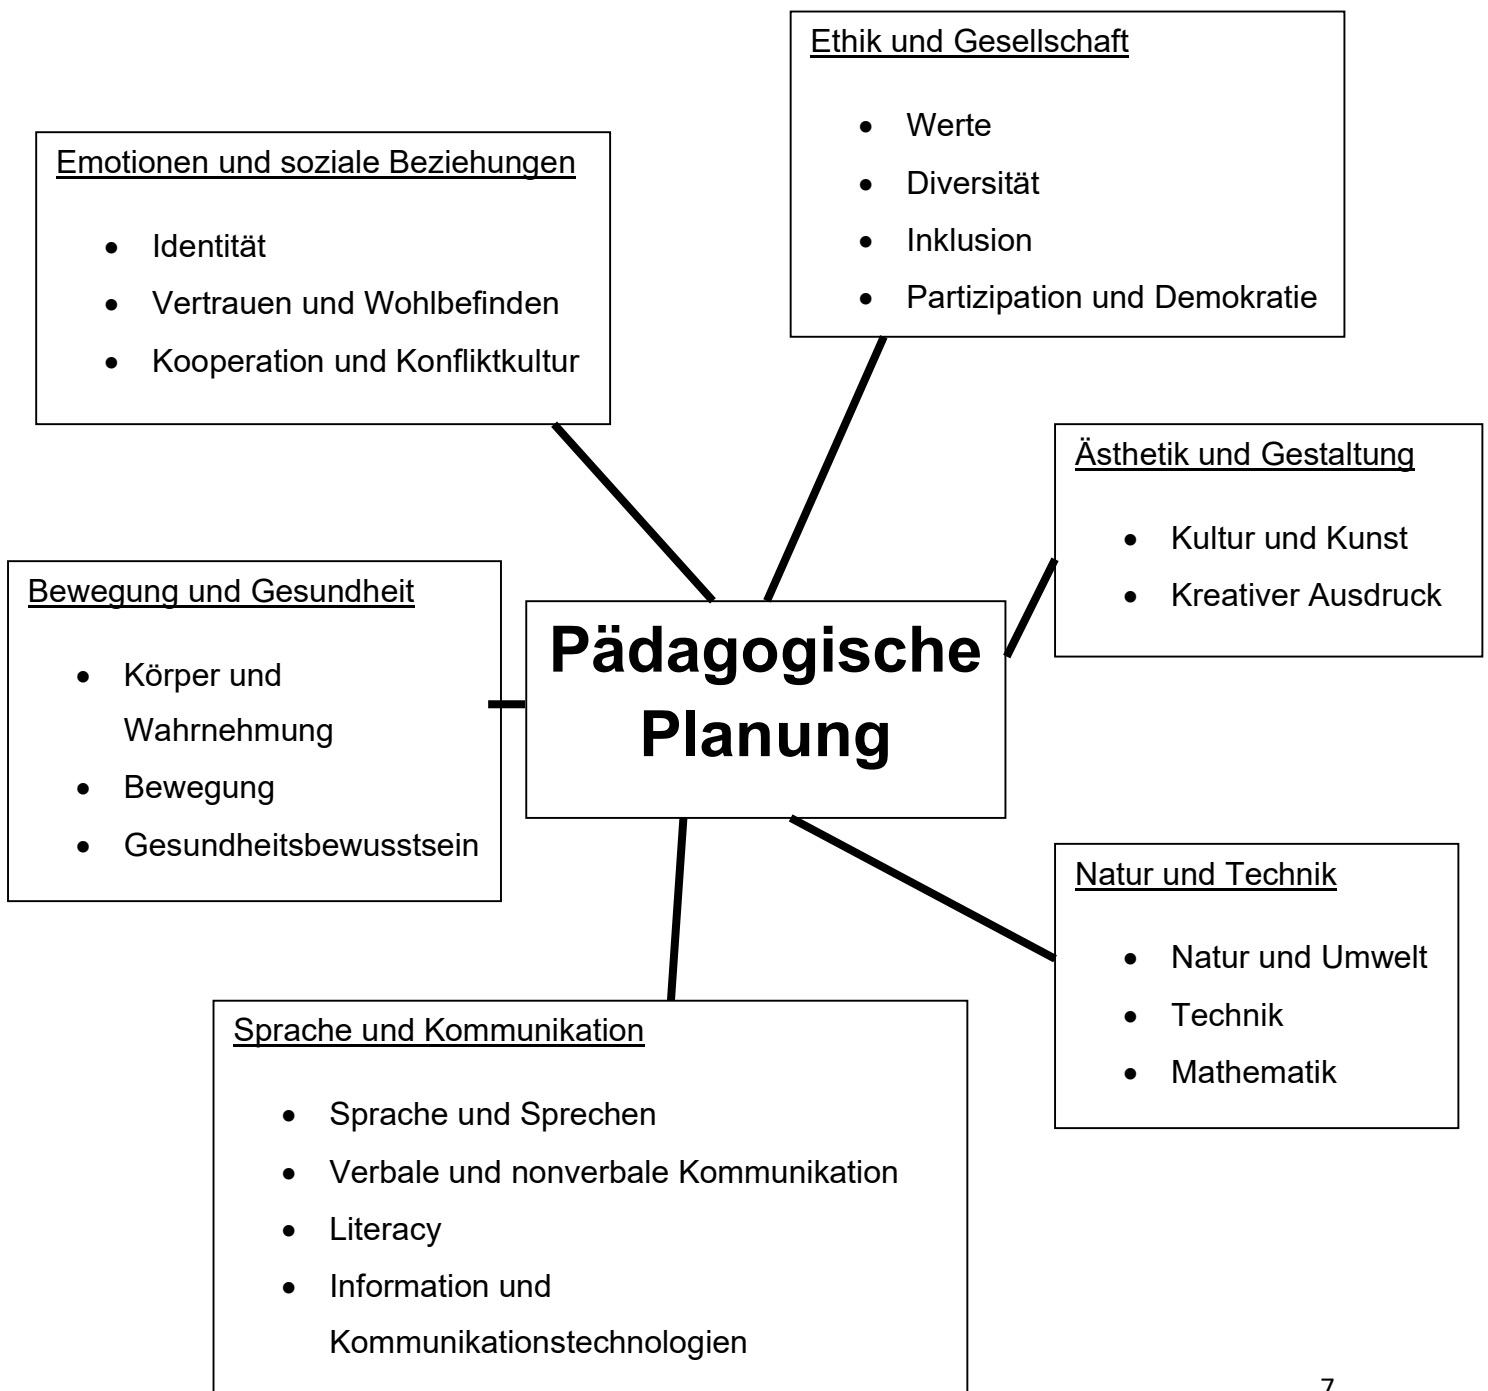 Ethik und Gesellschaft
• Werte
• Diversität
• Inklusion
• Partizipation und Demokratie
Emotionen und soziale Beziehungen
• Identität
• Vertrauen und Wohlbefinden
• Kooperation und Konfliktkultur
Ästhetik und Gestaltung
• Kultur und Kunst
• Kreativer Ausdruck
Bewegung und Gesundheit
• Körper und
Wahrnehmung
• Bewegung
• Gesundheitsbewusstsein
Pädagogische
Planung
Natur und Technik
• Natur und Umwelt
• Technik
• Mathematik
Sprache und Kommunikation
• Sprache und Sprechen
• Verbale und nonverbale Kommunikation
• Literacy
• Information und
Kommunikationstechnologien
7